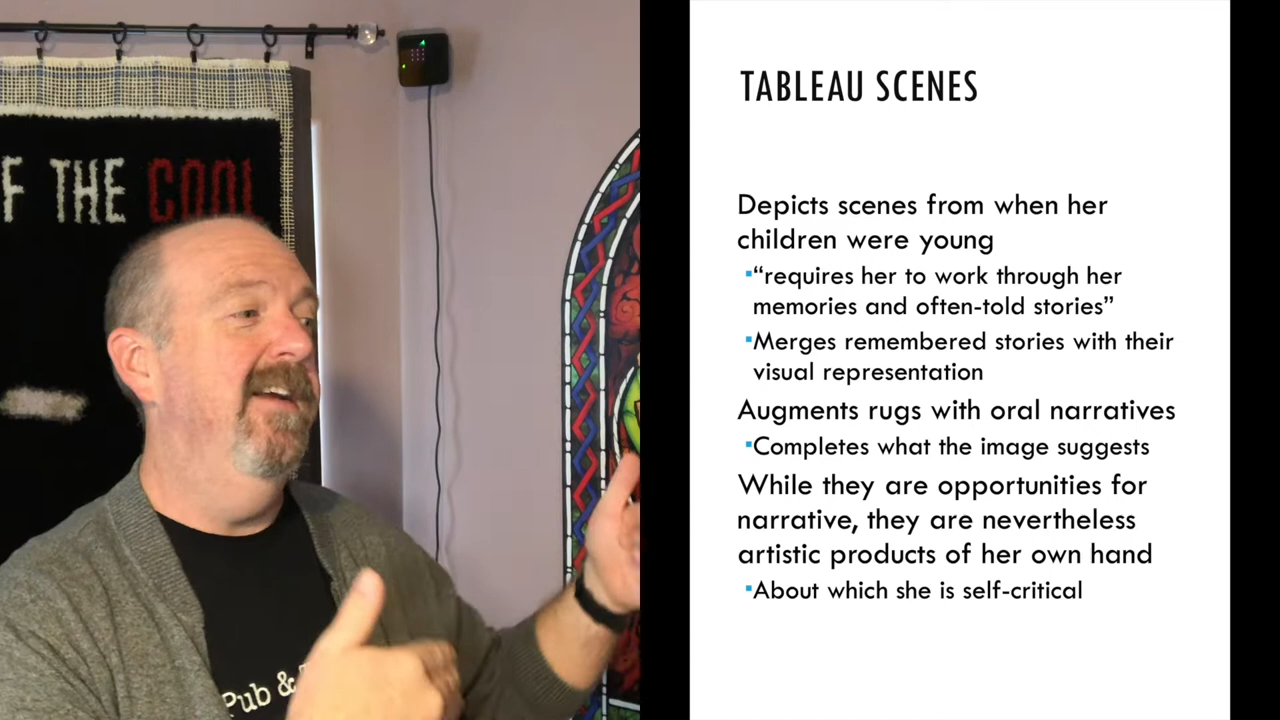 F THE COOL
Pub &
TABLEAU SCENES
Depicts scenes from when her
children were young
▪“requires her to work through her
memories and often-told stories”
▪Merges remembered stories with their
visual representation
Augments rugs with oral narratives
▪Completes what the image suggests
While they are opportunities for
narrative, they are nevertheless
artistic products of her own hand
▪About which she is self-critical